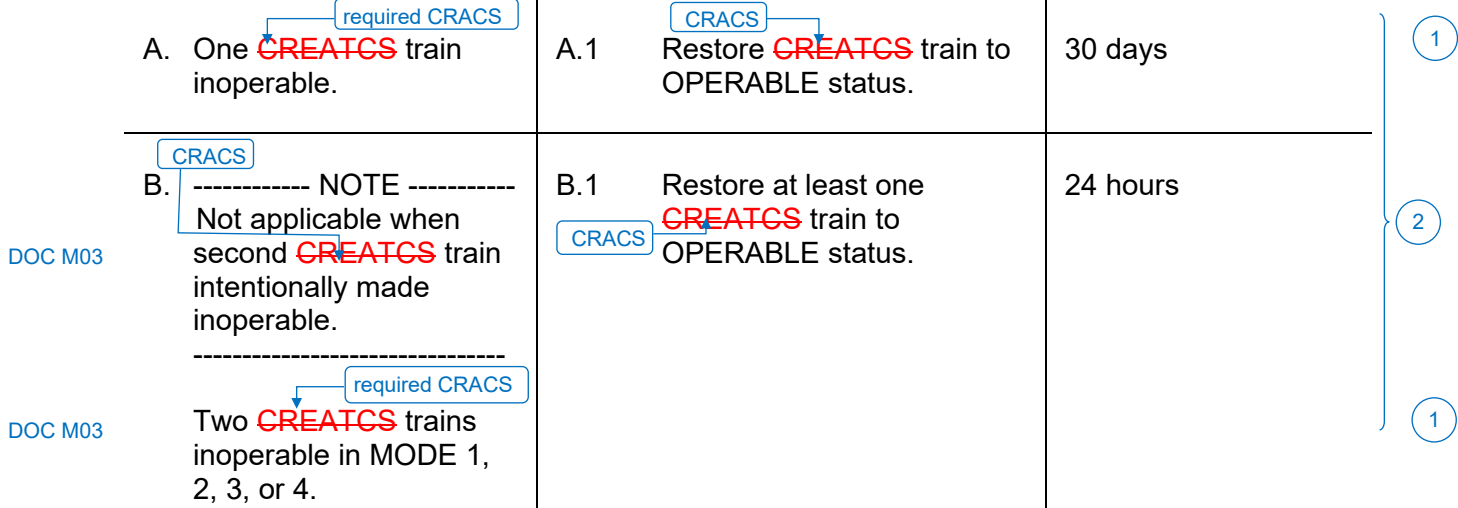 required CRACS
CRACS
1
A. One CREATCS train
inoperable.
A.1 Restore CREATCS train to
OPERABLE status.
30 days
CRACS
B. ------------ NOTE -----------
Not applicable when
second CREATCS train
intentionally made
inoperable.
--------------------------------
DOC M03
B.1 Restore at least one
CREATCS train to
OPERABLE status.
CRACS
24 hours
2
required CRACS
DOC M03
Two CREATCS trains
inoperable in MODE 1,
2, 3, or 4.
1